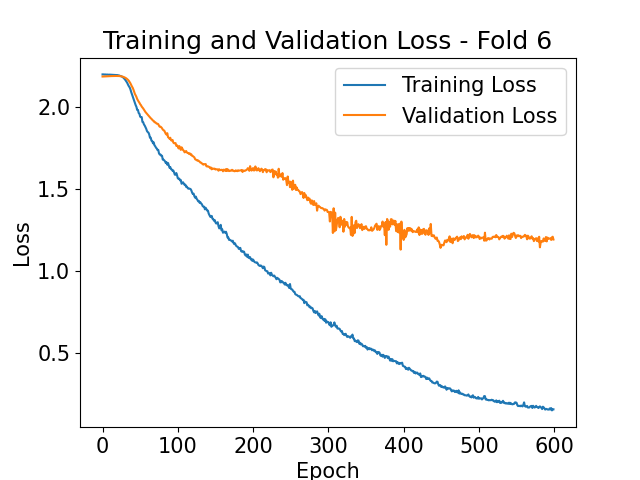 Training and Validation Loss - Fold 6
Training Loss
Validation Loss
Loss
2.0
1.5
1.0
0.5
0 100 200 300 400 500 600
Epoch